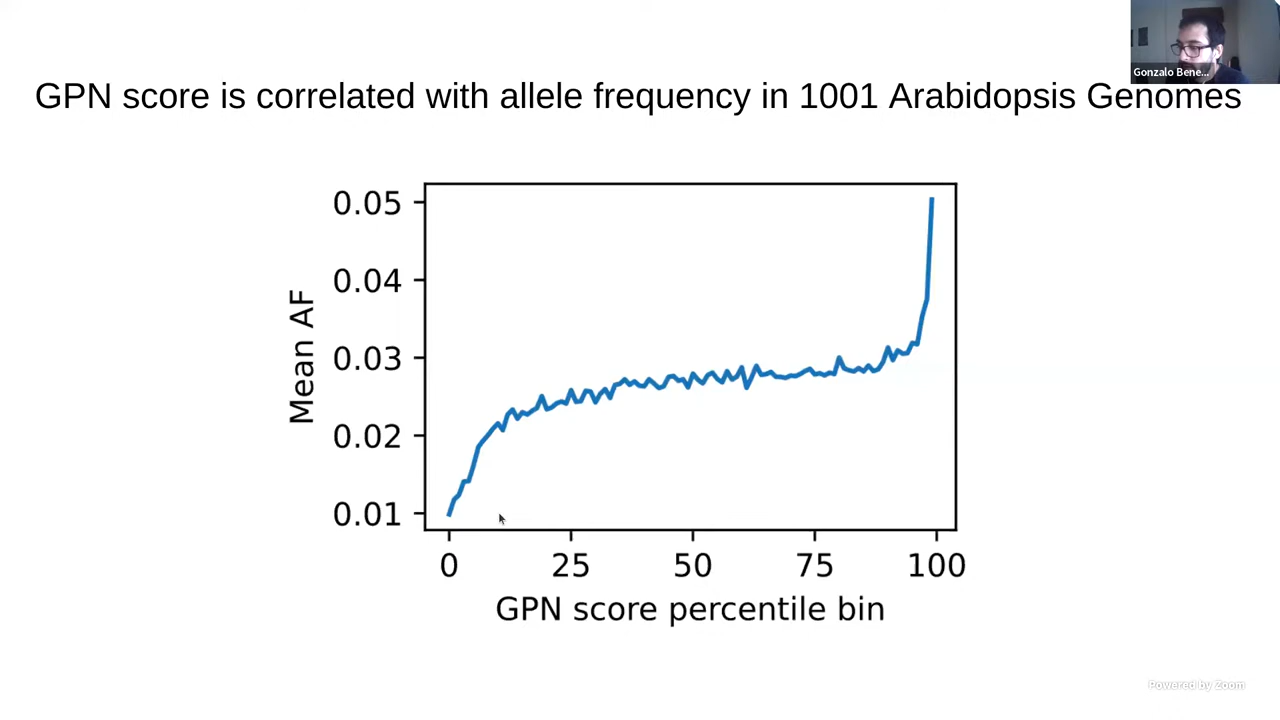 Gonzalo Bene...
GPN score is correlated with allele frequency in 1001 Arabidopsis Genomes
0.05
0.04
0.03
0.02
0.01
Mean AF
0 25 50 75 100
GPN score percentile bin
Powered by Zoom